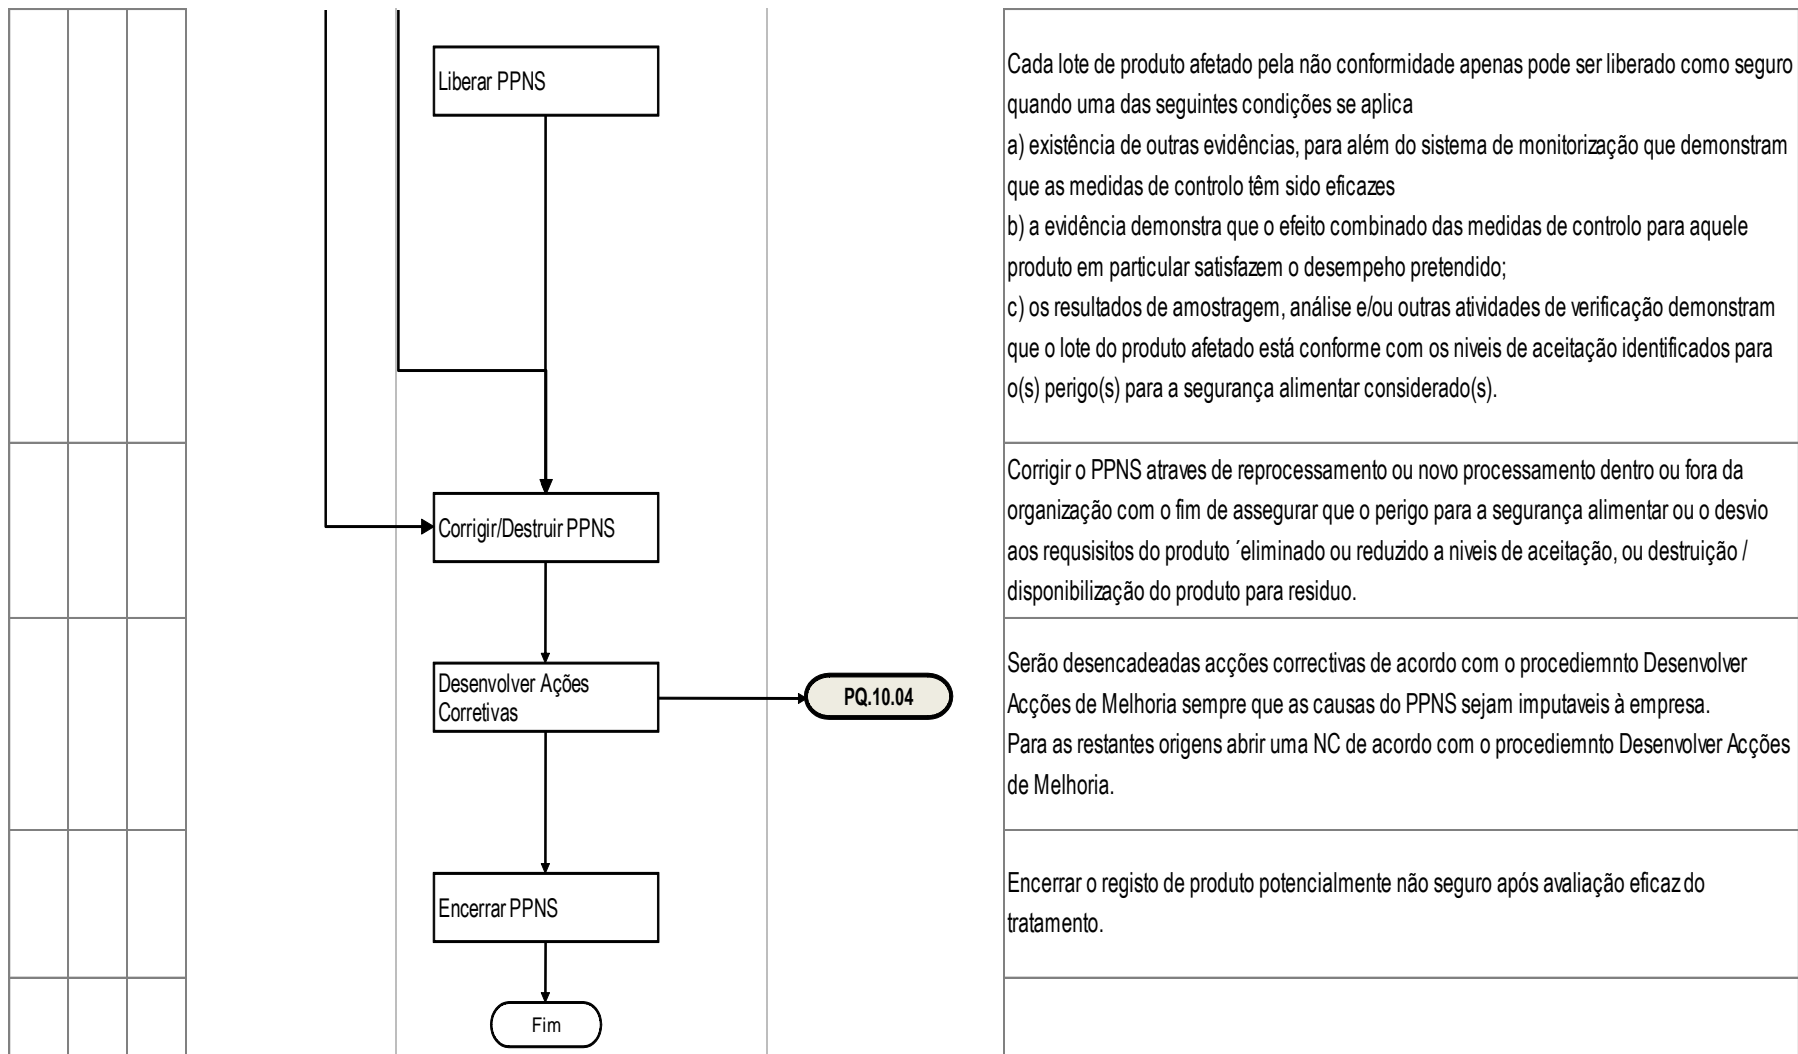 Liberar PPNS
Cada lote de produto afetado pela não conformidade apenas pode ser liberado como seguro
quando uma das seguintes condições se aplica
a) existência de outras evidências, para além do sistema de monitorização que demonstram
que as medidas de controlo têm sido eficazes
b) a evidência demonstra que o efeito combinado das medidas de controlo para aquele
produto em particular satisfazem o desempeho pretendido;
c) os resultados de amostragem, análise e/ou outras atividades de verificação demonstram
que o lote do produto afetado está conforme com os niveis de aceitação identificados para
o(s) perigo(s) para a segurança alimentar considerado(s).
Corrigir/Destruir PPNS
Corrigir o PPNS atraves de reprocessamento ou novo processamento dentro ou fora da
organização com o fim de assegurar que o perigo para a segurança alimentar ou o desvio
aos requsisitos do produto ´eliminado ou reduzido a niveis de aceitação, ou destruição /
disponibilização do produto para residuo.
Desenvolver Ações
Corretivas
PQ.10.04
Serão desencadeadas acções correctivas de acordo com o procediemnto Desenvolver
Acções de Melhoria sempre que as causas do PPNS sejam imputaveis à empresa.
Para as restantes origens abrir uma NC de acordo com o procediemnto Desenvolver Acções
de Melhoria.
Encerrar PPNS
Encerrar o registo de produto potencialmente não seguro após avaliação eficaz do
tratamento.
Fim